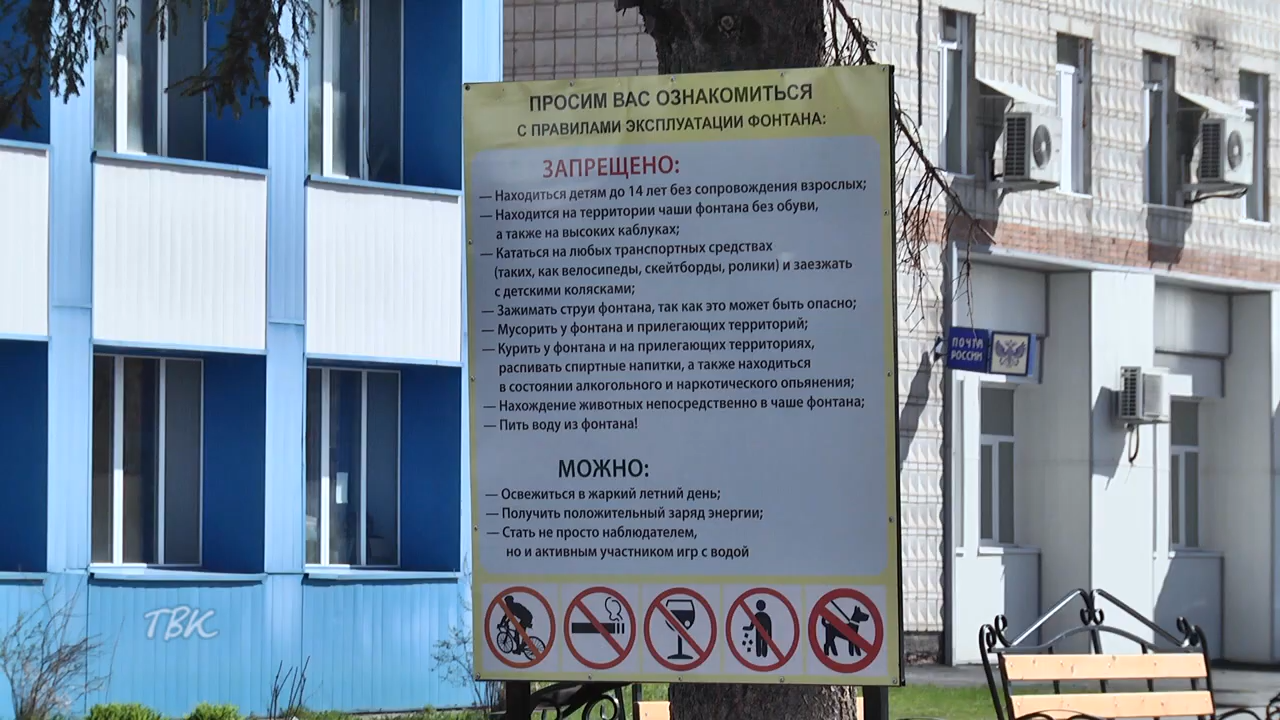 ПРОСИМ ВАС ОЗНАКОМИТЬСЯ
С ПРАВИЛАМИ ЭКСПЛУАТАЦИИ ФОНТАНА:
ЗАПРЕЩЕНО:
— Находиться детям до 14 лет без сопровождения взрослых;
— Находится на территории чаши фонтана без обуви,
а также на высоких каблуках;
— Кататься на любых транспортных средствах
(таких, как велосипеды, скейтборды, ролики) и заезжать
с детскими колясками;
— Зажимать струи фонтана, так как это может быть опасно;
— Мусорить у фонтана и прилегающих территорий;
— Курить у фонтана и на прилегающих территориях,
распивать спиртные напитки, а также находиться
в состоянии алкогольного и наркотического опьянения;
— Нахождение животных непосредственно в чаше фонтана;
— Пить воду из фонтана!
МОЖНО:
— Освежиться в жаркий летний день;
— Получить положительный заряд энергии;
— Стать не просто наблюдателем,
но и активным участником игр с водой
ПОЧТА
РОССИИ
ТВК